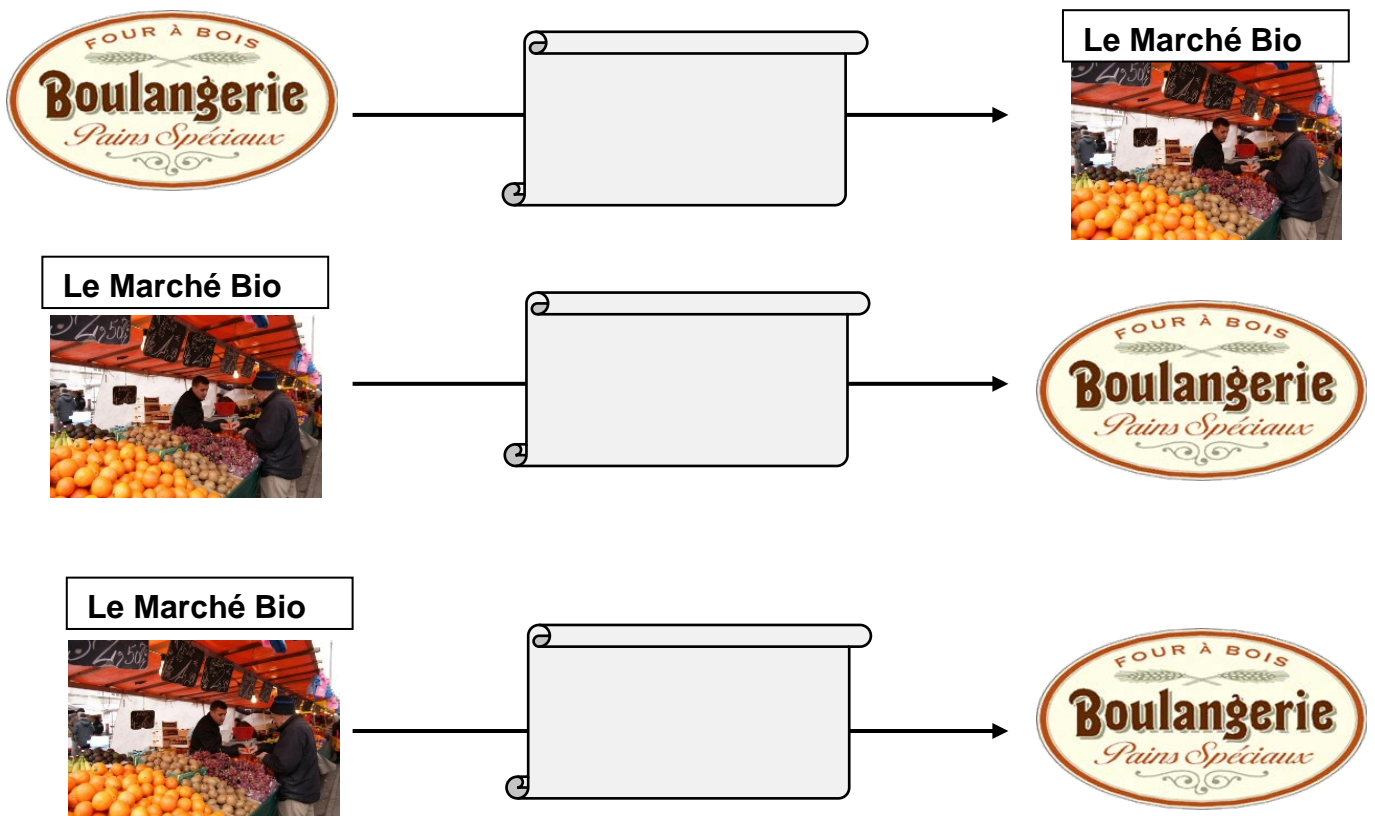 FOUR À BOIS
Boulangerie
Pains Spéciaux
Le Marché Bio
Le Marché Bio
FOUR À BOIS
Boulangerie
Pains Spéciaux
Le Marché Bio
FOUR À BOIS
Boulangerie
Pains Spéciaux